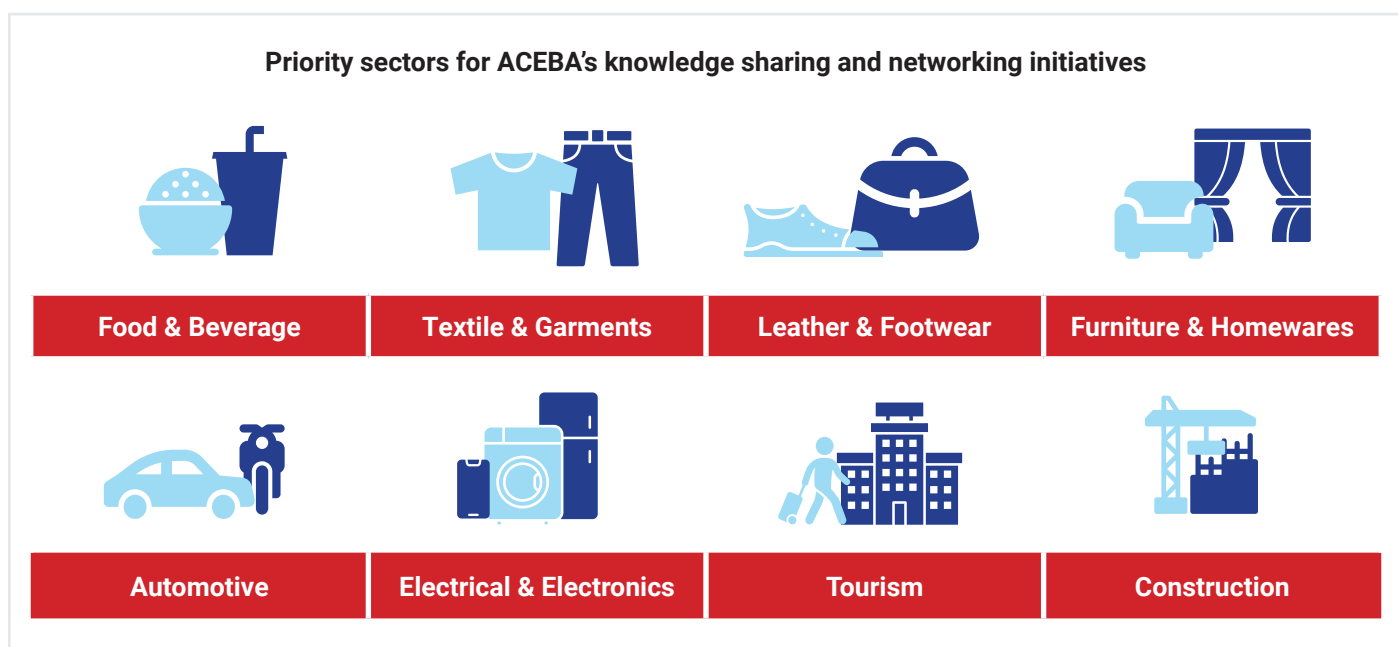 Priority sectors for ACEBA’s knowledge sharing and networking initiatives
Food & Beverage
Textile & Garments
Leather & Footwear
Furniture & Homewares
Automotive
Electrical & Electronics
Tourism
Construction